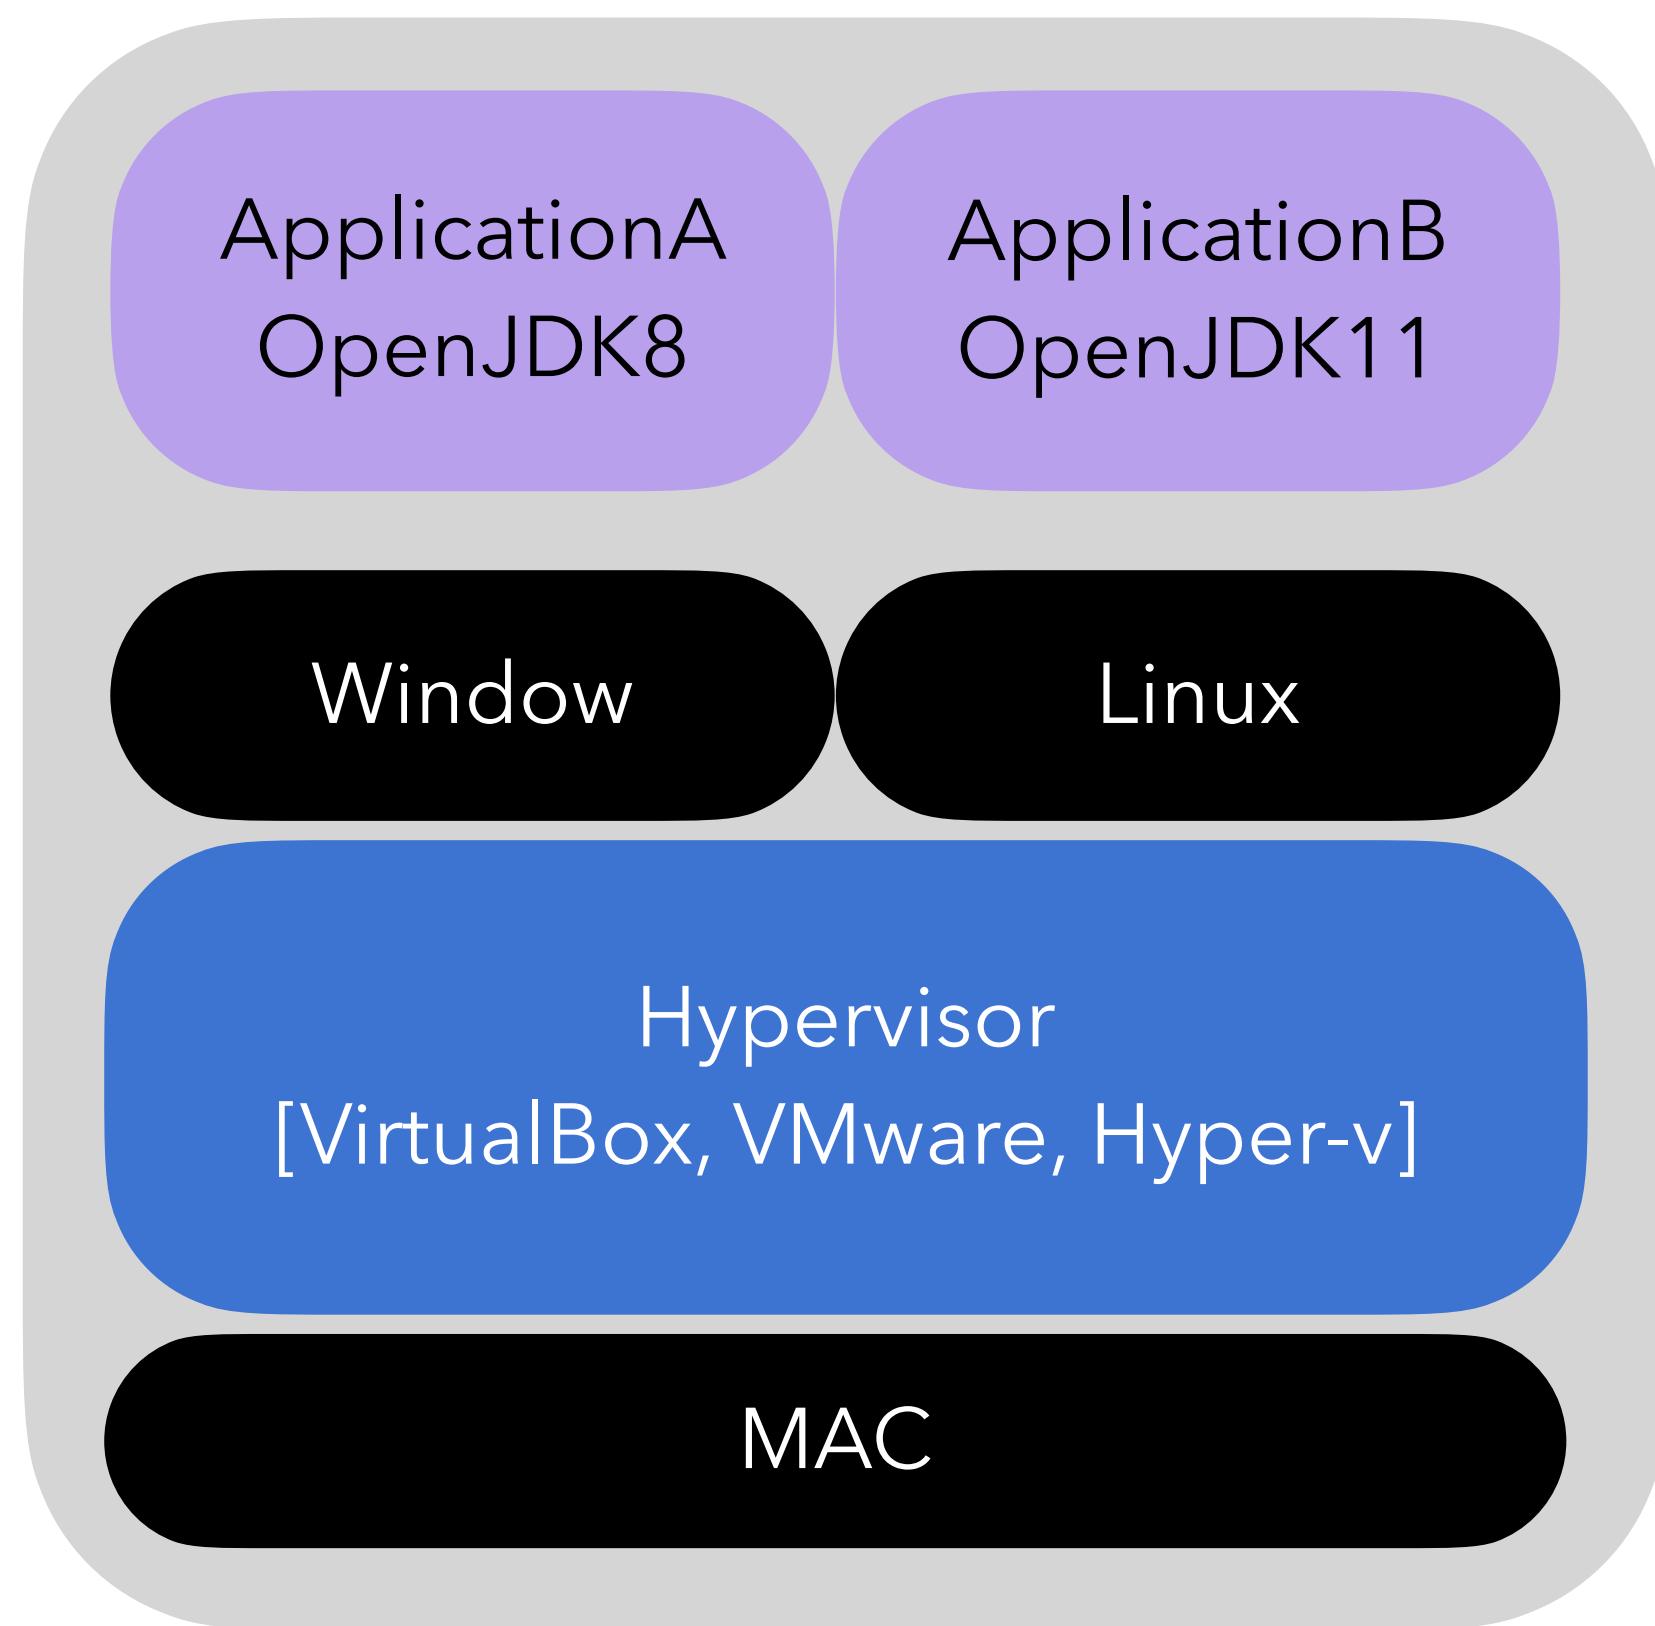 ApplicationA
OpenJDK8
ApplicationB
OpenJDK11
Window
Linux
Hypervisor
[VirtualBox, VMware, Hyper-v]
MAC